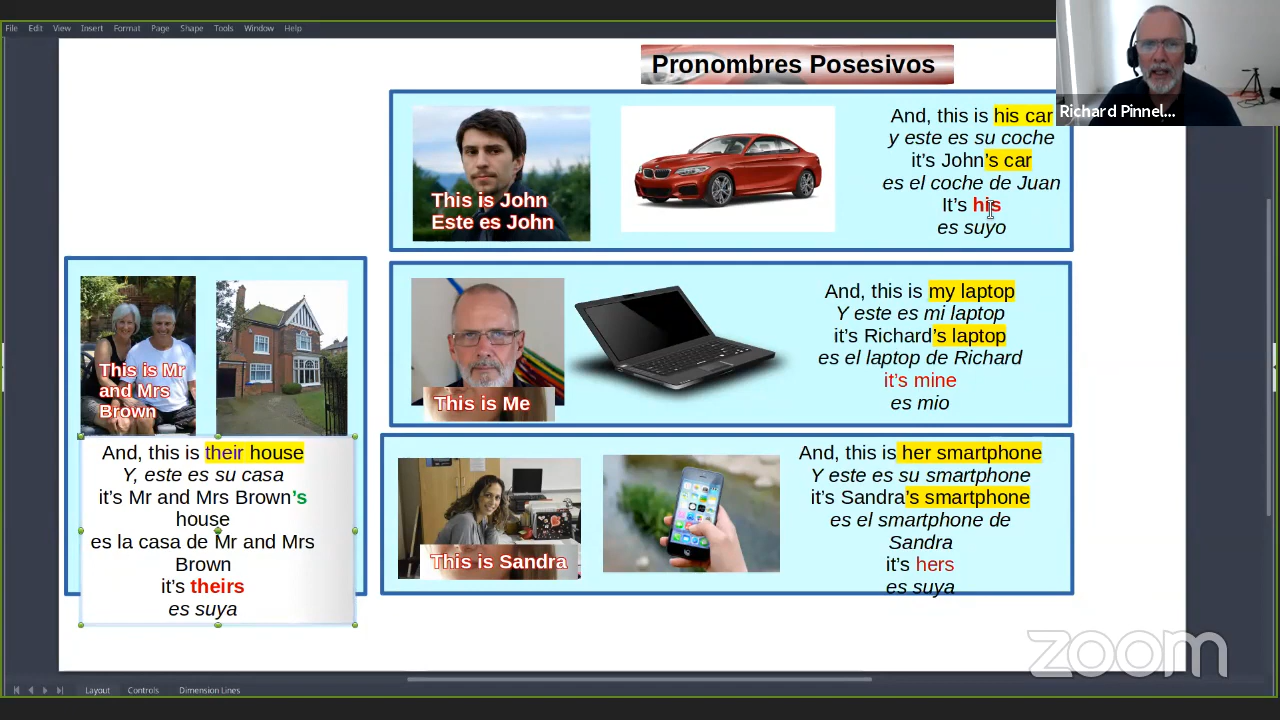 File Edit View Insert Format Page Shape Tools Window Help
Pronombres Posesivos
Richard Pinnel...
This is John
Este es John
And, this is his car
y este es su coche
it's John's car
es el coche de Juan
It's his
es suyo
This is Me
And, this is my laptop
Y este es mi laptop
it's Richard's laptop
es el laptop de Richard
it's mine
es mio
This is Mr
and Mrs
Brown
And, this is their house
Y, este es su casa
it's Mr and Mrs Brown's
house
es la casa de Mr and Mrs
Brown
it's theirs
es suya
This is Sandra
And, this is her smartphone
Y este es su smartphone
it's Sandra's smartphone
es el smartphone de
Sandra
it's hers
es suya
zoom
Layout Controls Dimension Lines